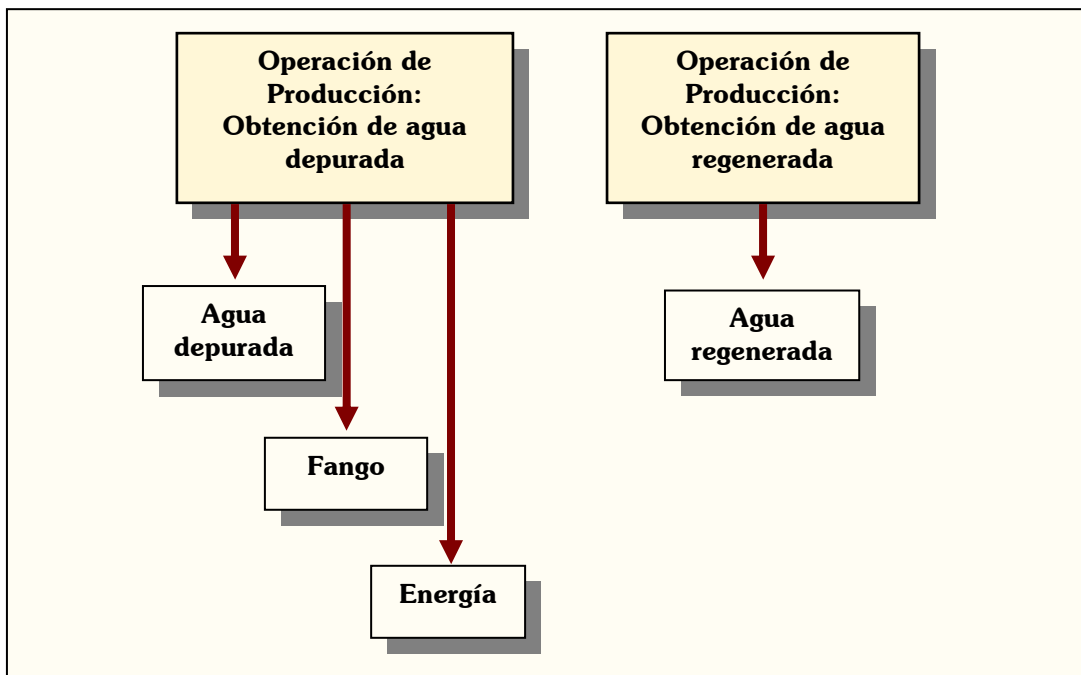 Operación de
Producción:
Obtención de agua
depurada
Operación de
Producción:
Obtención de agua
regenerada
Agua
depurada
Agua
regenerada
Fango
Energía